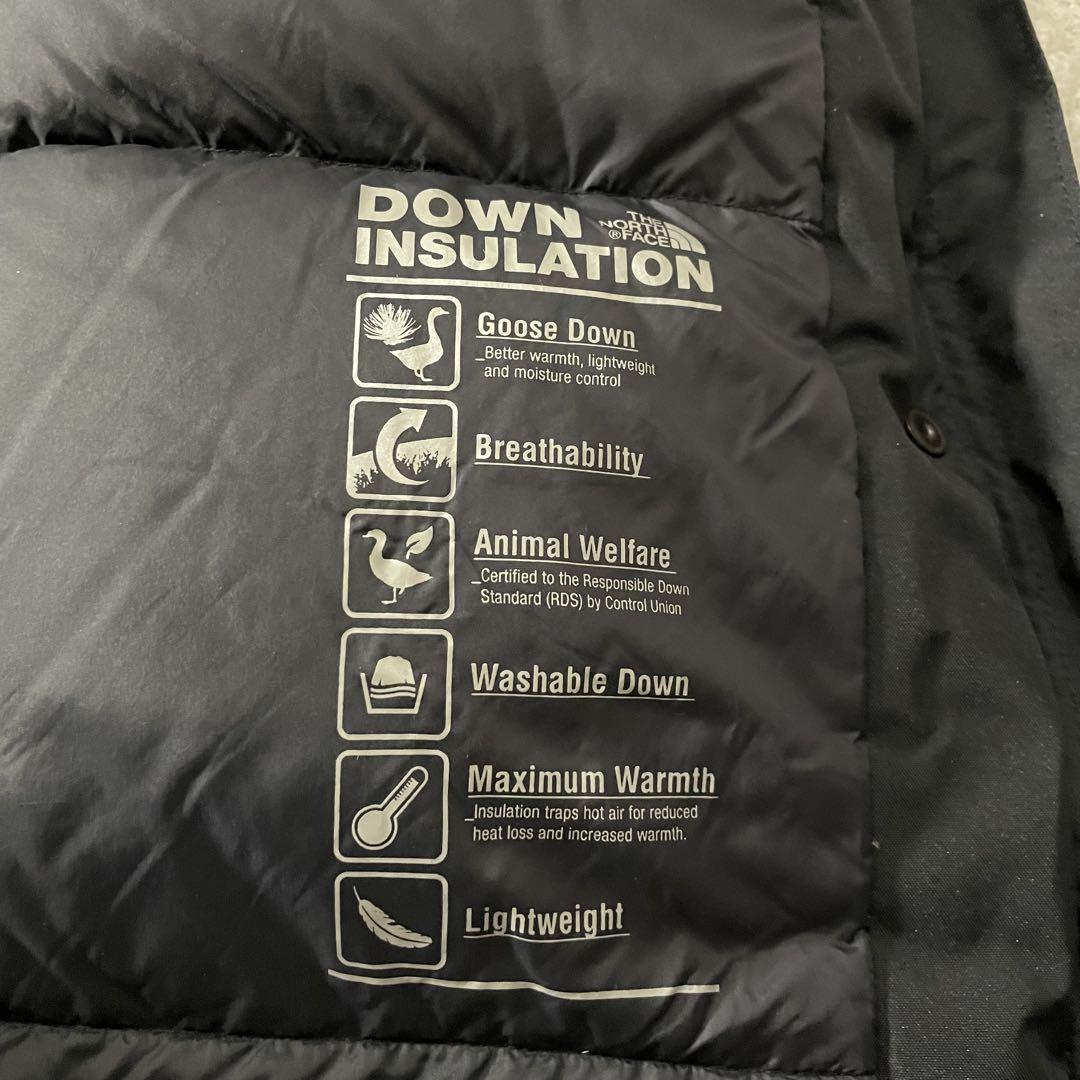 DOWN
INSULATION
THE
NORTH
®FACE
Goose Down
_Better warmth, lightweight
and moisture control
Breathability
Animal Welfare
_Certified to the Responsible Down
Standard (RDS) by Control Union
Washable Down
Maximum Warmth
_Insulation traps hot air for reduced
heat loss and increased warmth.
Lightweight